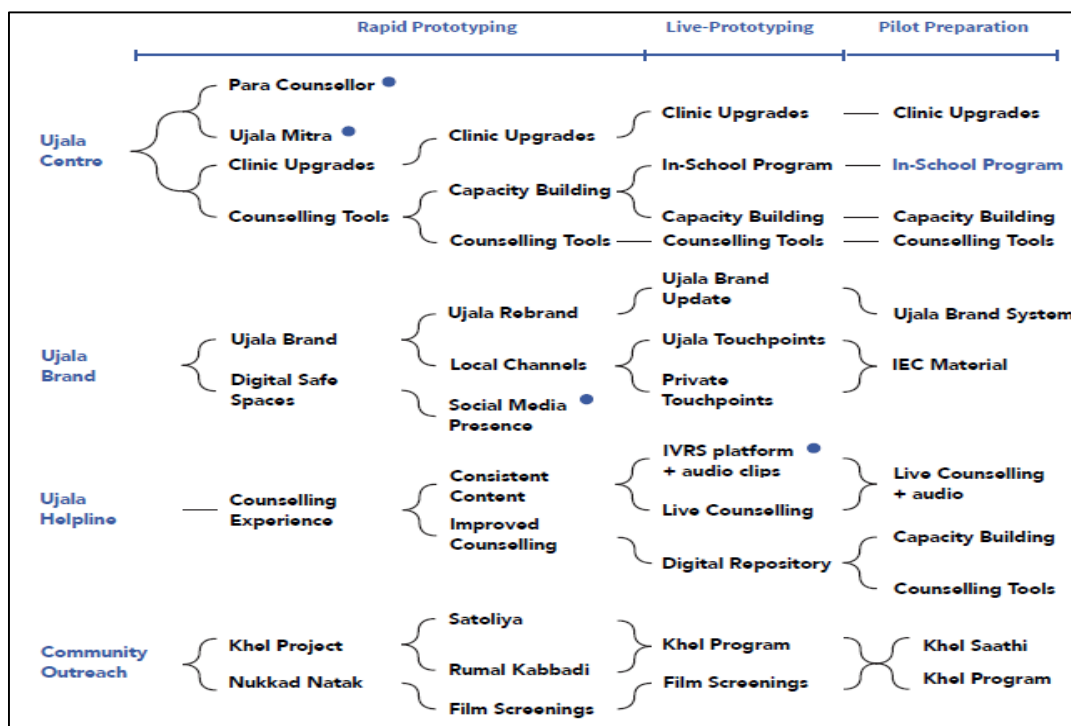 Rapid Prototyping
Live-Prototyping
Pilot Preparation
Ujala
Centre
Para Counsellor
Ujala Mitra
Clinic Upgrades
Counselling Tools
Clinic Upgrades
Capacity Building
Counselling Tools
Clinic Upgrades
In-School Program
Capacity Building
Counselling Tools
Clinic Upgrades
In-School Program
Capacity Building
Counselling Tools
Ujala
Brand
Ujala Brand
Digital Safe
Spaces
Ujala Rebrand
Local Channels
Social Media
Presence
Ujala Brand
Update
Ujala Touchpoints
Private
Touchpoints
Ujala Brand System
IEC Material
Ujala
Helpline
Counselling
Experience
Consistent
Content
Improved
Counselling
IVRS platform
+ audio clips
Live Counselling
Digital Repository
Live Counselling
+ audio
Capacity Building
Counselling Tools
Community
Outreach
Khel Project
Nukkad Natak
Satoliya
Rumal Kabbadi
Film Screenings
Khel Program
Film Screenings
Khel Saathi
Khel Program